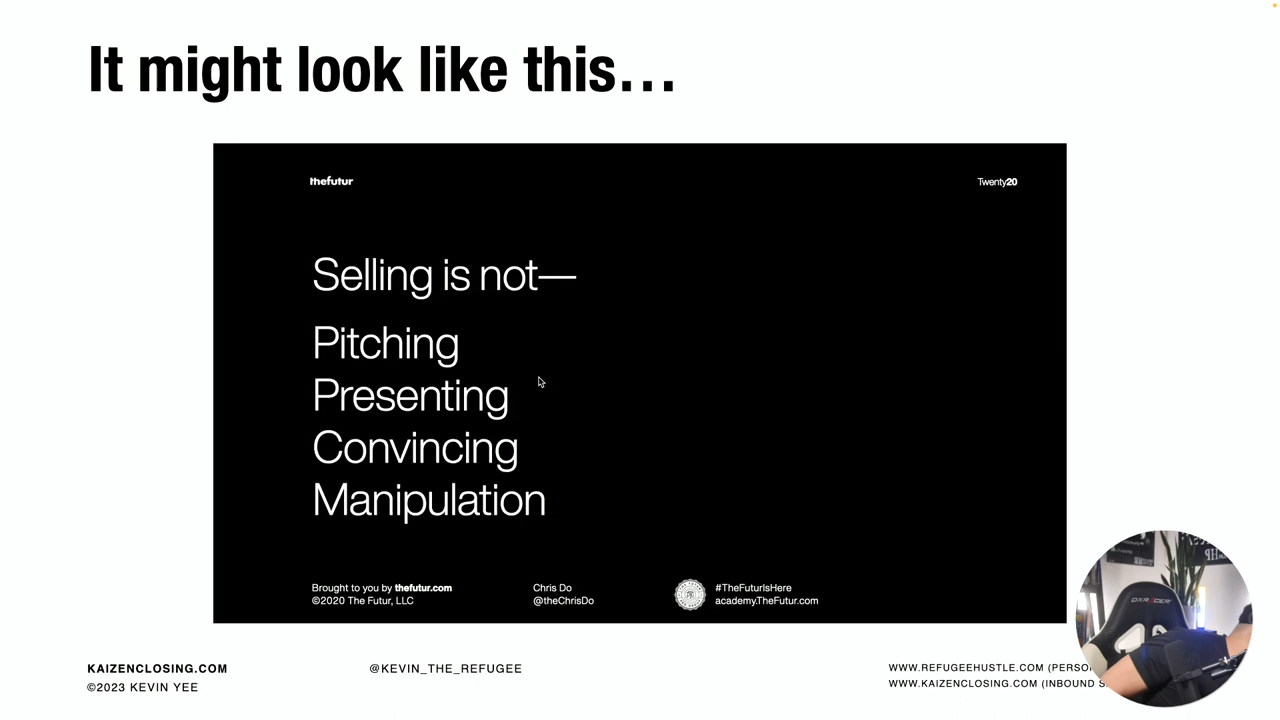 It might look like this...
thefutur
Twenty20
Selling is not—
Pitching
Presenting
Convincing
Manipulation
Brought to you by thefutur.com
©2020 The Futur, LLC
Chris Do
@theChrisDo
#TheFuturIsHere
academy.TheFutur.com
KAIZENCLOSING.COM
©2023 KEVIN YEE
@KEVIN_THE_REFUGEE
WWW.REFUGEEHUSTLE.COM
WWW.KAIZENCLOSING.COM (INBOUND
DXRACER